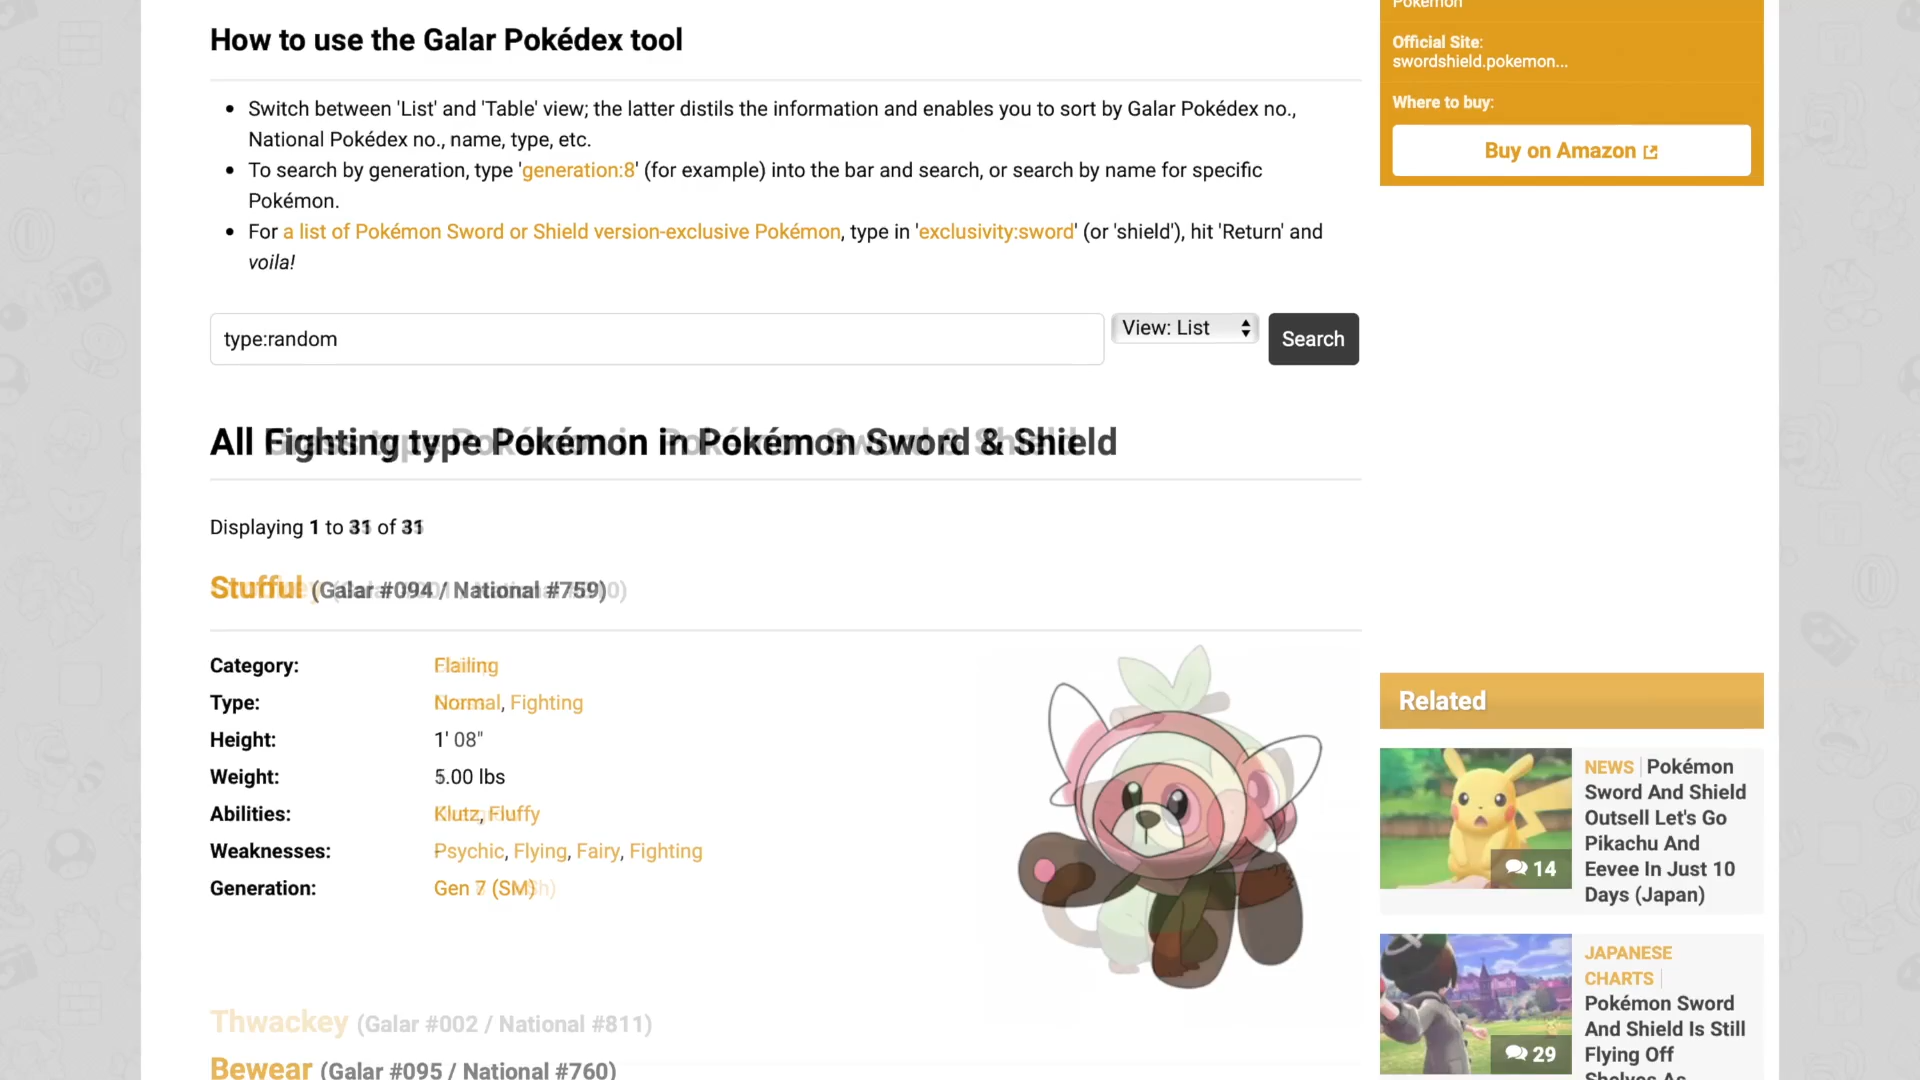 How to use the Galar Pokédex tool
Switch between 'List' and 'Table' view; the latter distils the information and enables you to sort by Galar Pokédex no.,
National Pokédex no., name, type, etc.
To search by generation, type 'generation:8' (for example) into the bar and search, or search by name for specific
Pokémon.
For a list of Pokémon Sword or Shield version-exclusive Pokémon, type in 'exclusivity:sword' (or 'shield'), hit 'Return' and
voila!
type:random
View: List
Search
All Fighting type Pokémon in Pokémon Sword & Shield
Displaying 1 to 31 of 31
Stufful (Galar #094 / National #759)
Category: Flailing
Type: Normal, Fighting
Height: 1' 08"
Weight: 5.00 lbs
Abilities: Klutz, Fluffy
Weaknesses: Psychic, Flying, Fairy, Fighting
Generation: Gen 7 (SM)
Thwackey (Galar #002 / National #811)
Bewear (Galar #095 / National #760)
Pokémon
Official Site:
swordshield.pokemon...
Where to buy:
Buy on Amazon
Related
NEWS Pokémon
Sword And Shield
Outsell Let's Go
Pikachu And
Eevee In Just 10
Days (Japan)
14
JAPANESE
CHARTS
Pokémon Sword
And Shield Is Still
Flying Off
Shelves As
29